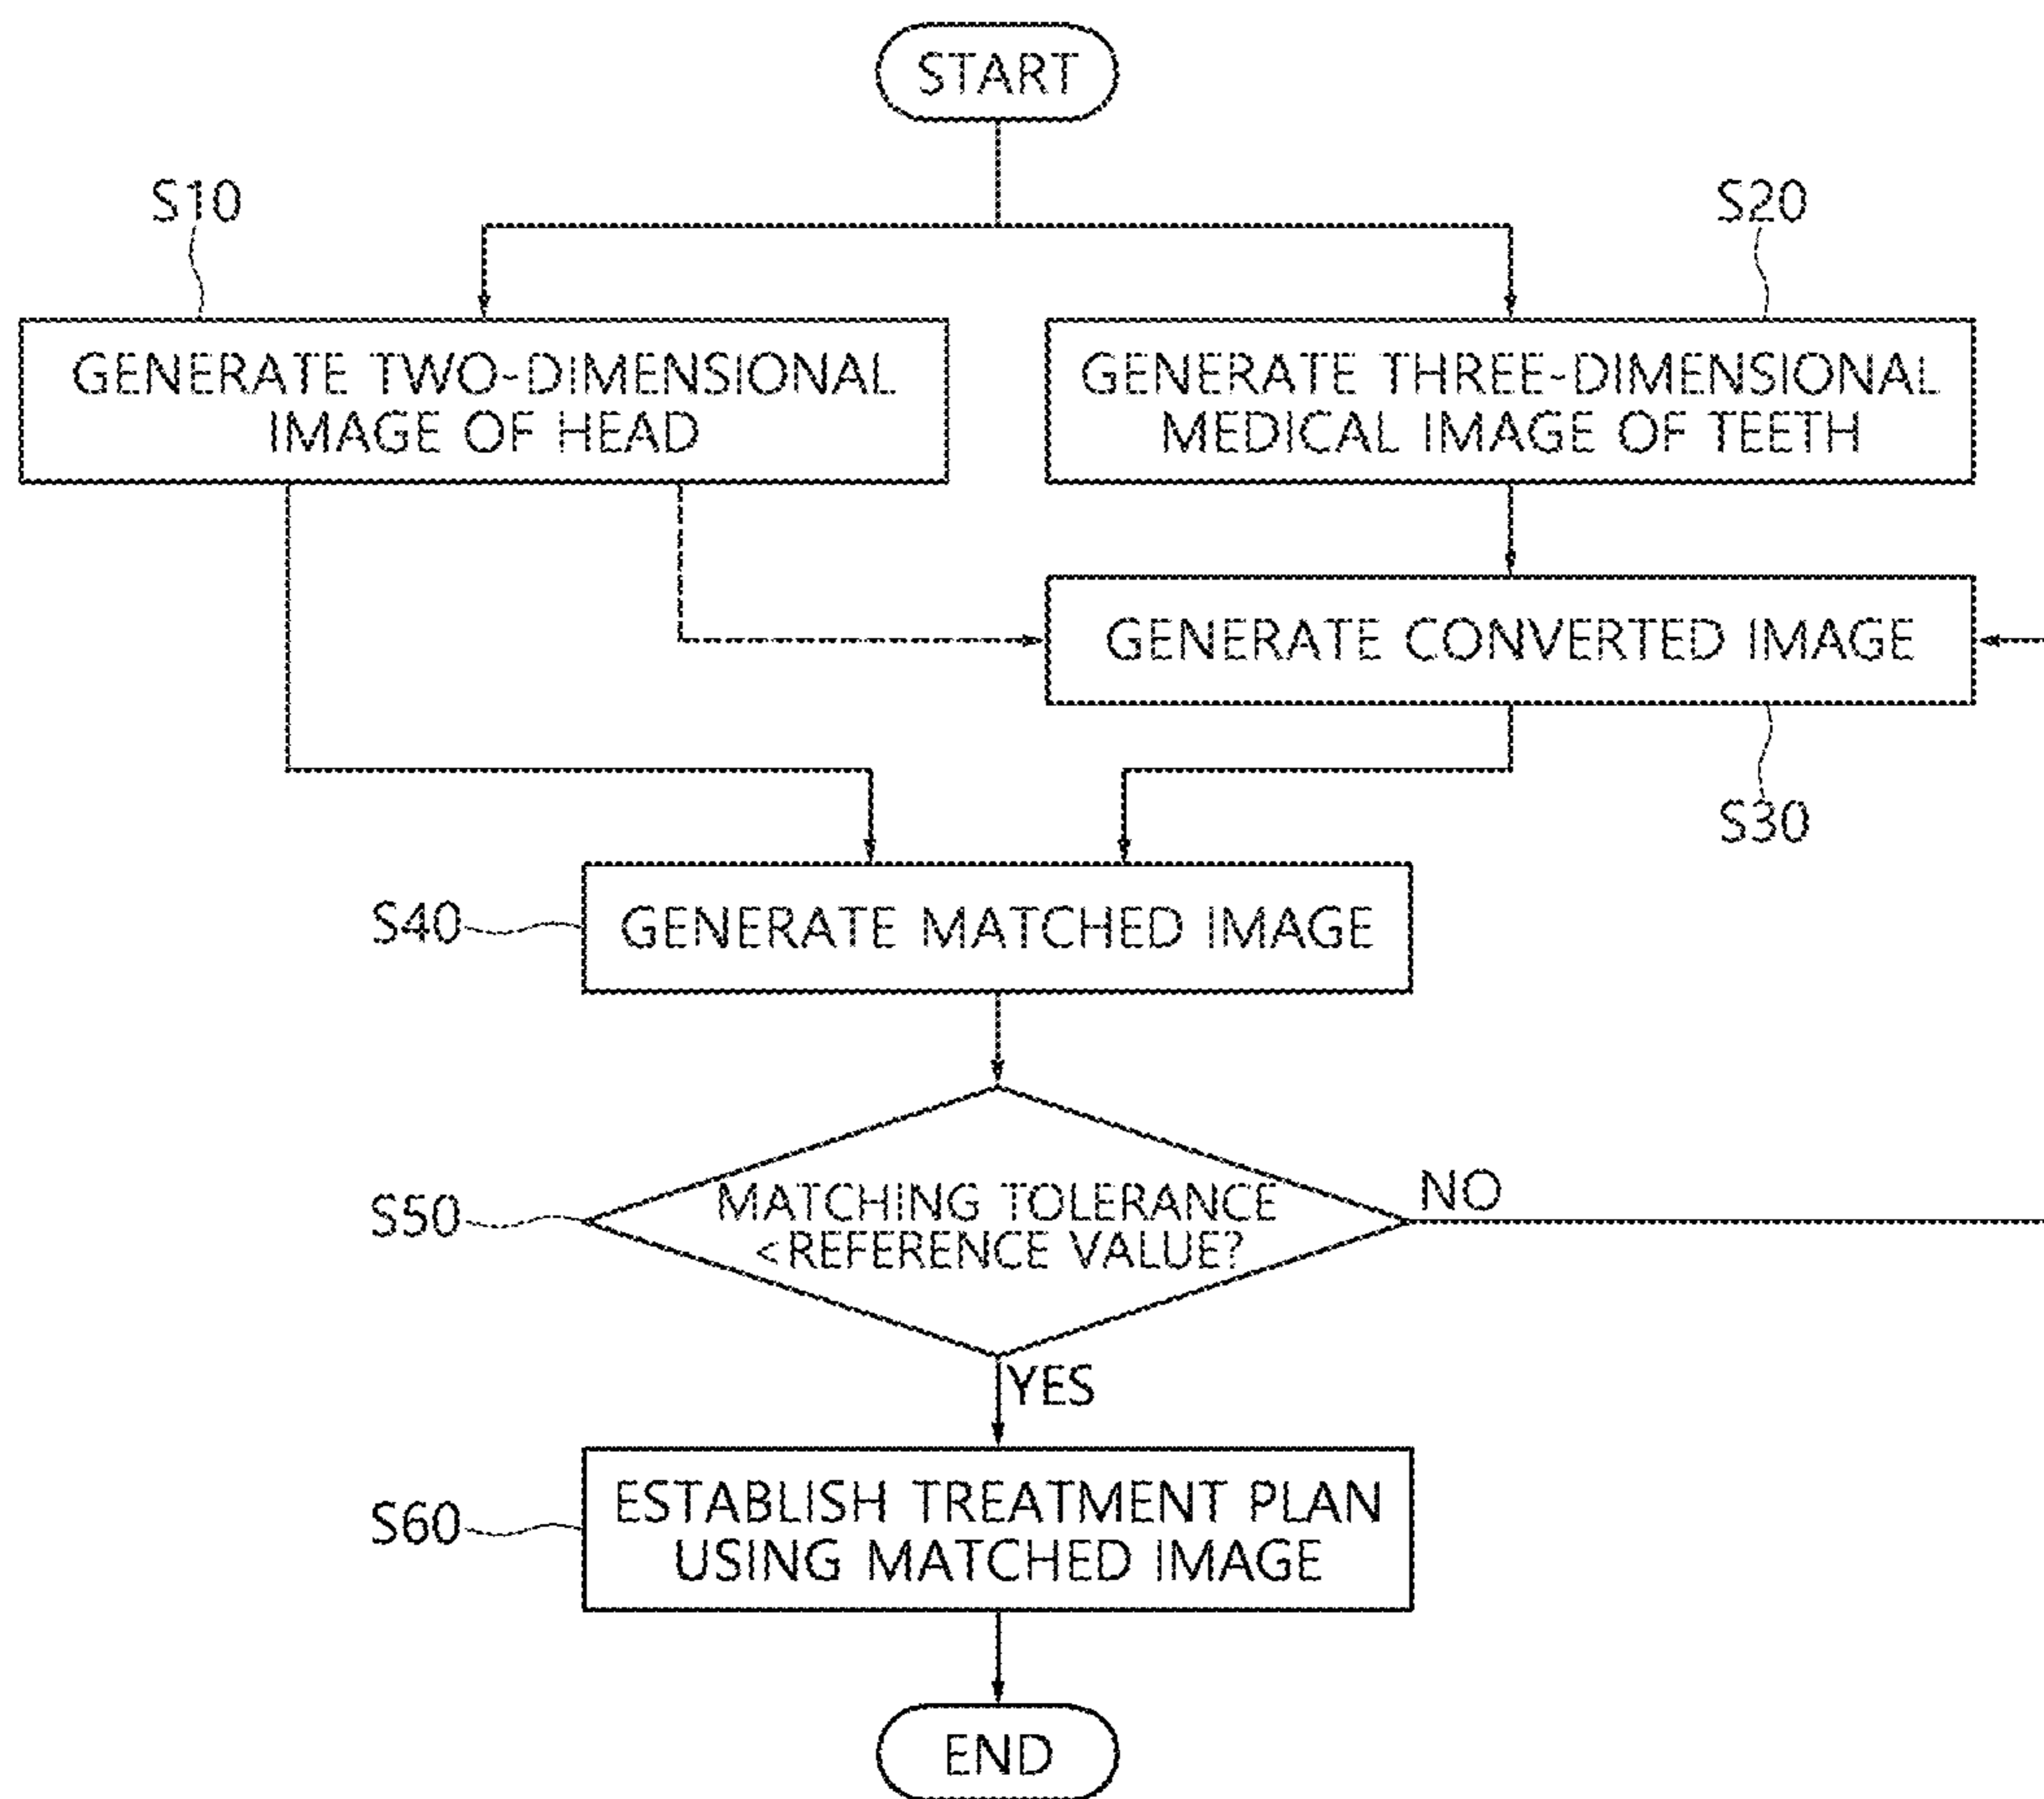 START
S10
S20
GENERATE TWO-DIMENSIONAL
IMAGE OF HEAD
GENERATE THREE-DIMENSIONAL
MEDICAL IMAGE OF TEETH
GENERATE CONVERTED IMAGE
S30
S40
GENERATE MATCHED IMAGE
S50
MATCHING TOLERANCE
<REFERENCE VALUE?
NO
YES
S60
ESTABLISH TREATMENT PLAN
USING MATCHED IMAGE
END